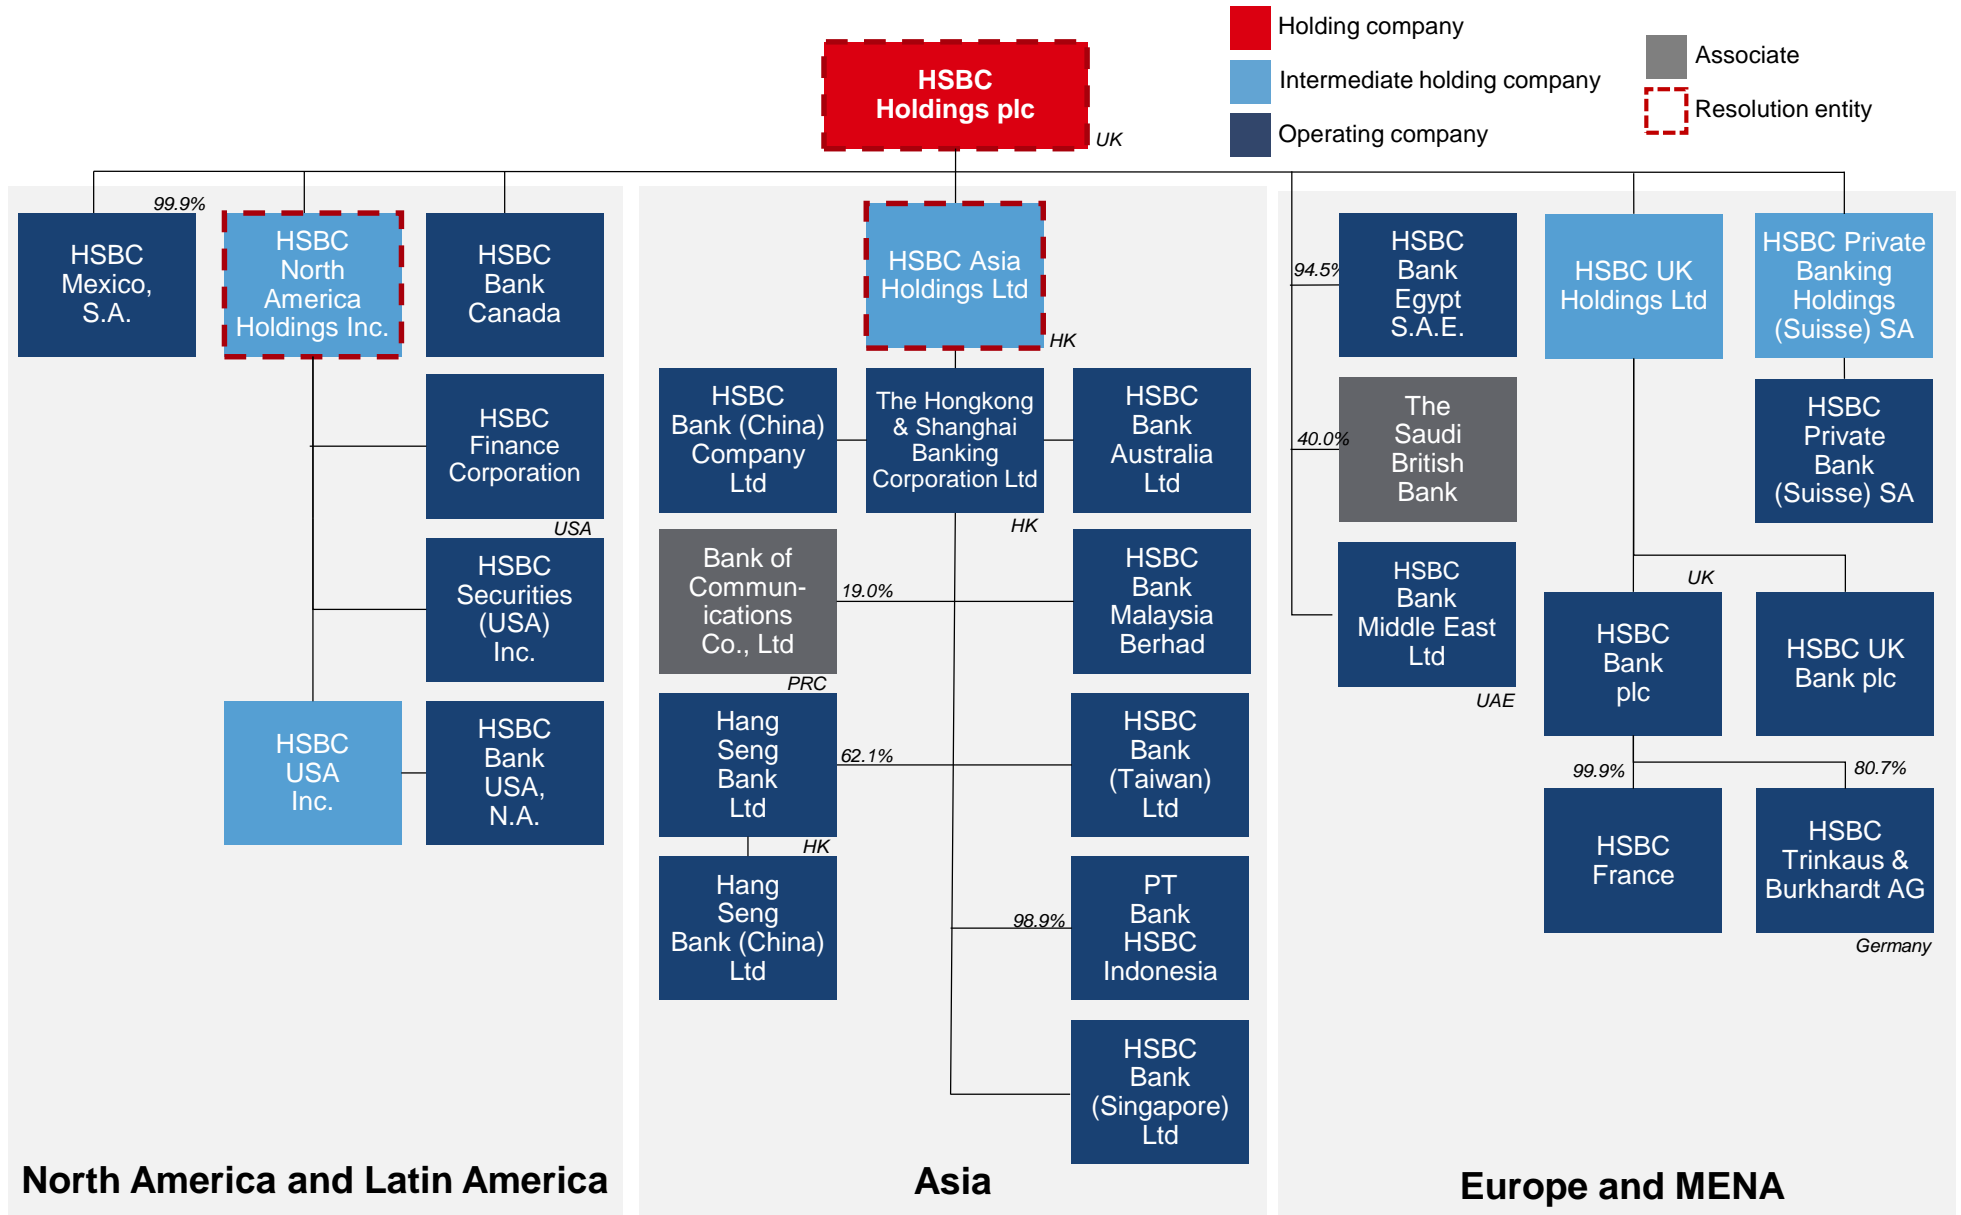 Holding company
Intermediate holding company
Operating company
Associate
Resolution entity
HSBC
Holdings plc
UK
99.9%
HSBC
Mexico,
S.A.
HSBC
North
America
Holdings Inc.
HSBC
Bank
Canada
HSBC
Finance
Corporation
USA
HSBC
Securities
(USA)
Inc.
HSBC
USA
Inc.
HSBC
Bank
USA,
N.A.
North America and Latin America
HSBC Asia
Holdings Ltd
HK
HSBC
Bank (China)
Company
Ltd
The Hongkong
& Shanghai
Banking
Corporation Ltd
HK
HSBC
Bank
Australia
Ltd
Bank of
Commun-
ications
Co., Ltd
19.0%
PRC
HSBC
Bank
Malaysia
Berhad
Hang
Seng
Bank
Ltd
62.1%
HK
HSBC
Bank
(Taiwan)
Ltd
Hang
Seng
Bank (China)
Ltd
98.9%
PT
Bank
HSBC
Indonesia
HSBC
Bank
(Singapore)
Ltd
Asia
94.5%
HSBC
Bank
Egypt
S.A.E.
HSBC UK
Holdings Ltd
HSBC Private
Banking
Holdings
(Suisse) SA
40.0%
The
Saudi
British
Bank
HSBC
Private
Bank
(Suisse) SA
HSBC
Bank
Middle East
Ltd
UAE
UK
HSBC
Bank
plc
HSBC UK
Bank plc
99.9%
80.7%
HSBC
France
HSBC
Trinkaus &
Burkhardt AG
Germany
Europe and MENA